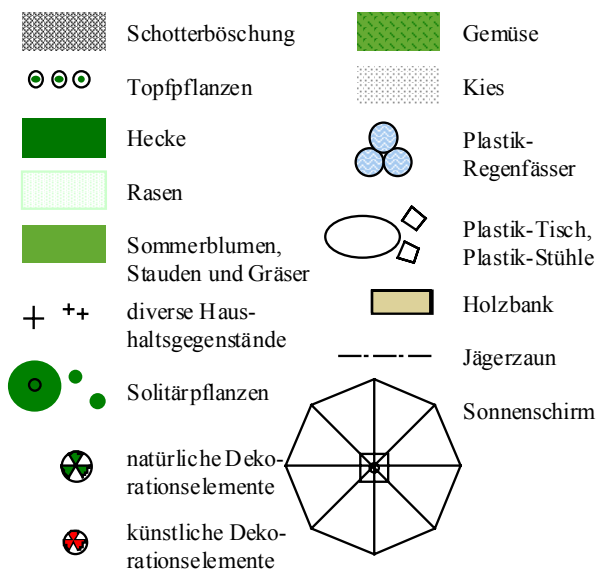 Schotterböschung
Topfpflanzen
Hecke
Rasen
Sommerblumen,
Stauden und Gräser
diverse Haus-
haltsgegenstände
Solitärpflanzen
natürliche Deko-
rationselemente
künstliche Deko-
rationselemente
Gemüse
Kies
Plastik-
Regenfässer
Plastik-Tisch,
Plastik-Stühle
Holzbank
Jägerzaun
Sonnenschirm